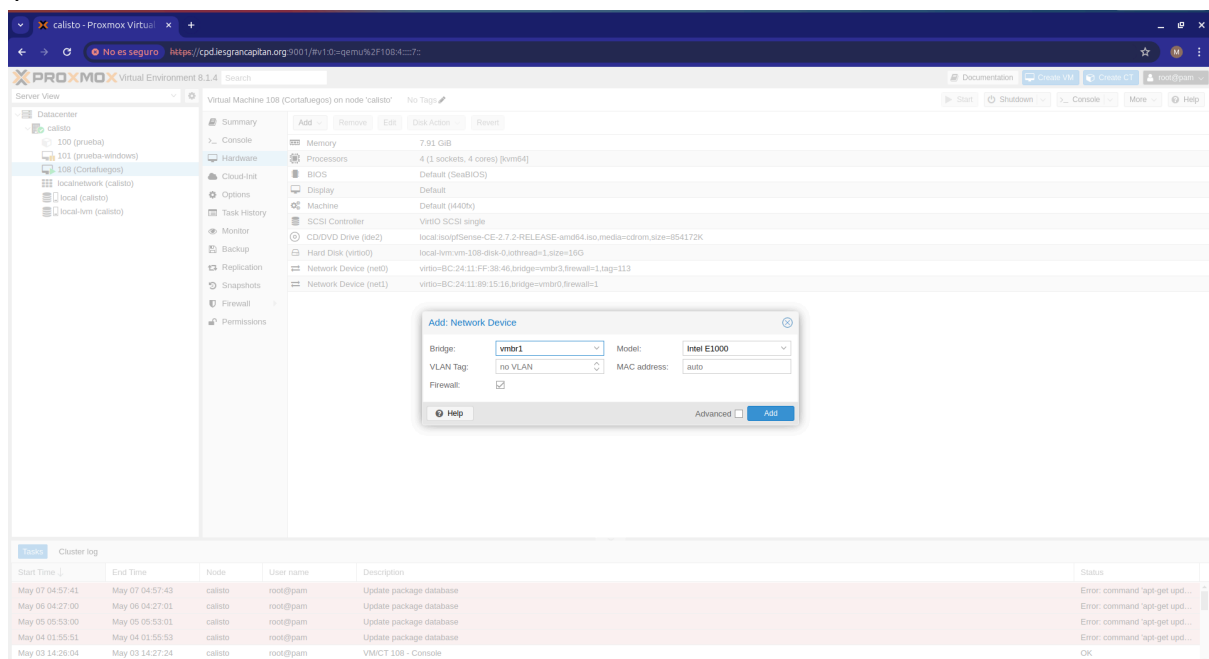 calisto - Proxmox Virtual
No es seguro https://cpd.iesgrancapitan.org:9001/#v1:0:=qemu%2F108:4:::::7:: M
PROXMOX Virtual Environment 8.1.4 Search Documentation Create VM Create CT root@pam
Server View
Virtual Machine 108 (Cortafuegos) on node 'calisto' No Tags Start Shutdown Console More Help
Datacenter
calisto
100 (prueba)
101 (prueba-windows)
108 (Cortafuegos)
localnetwork (calisto)
local (calisto)
local-lvm (calisto)
Summary
Console
Hardware
Cloud-Init
Options
Task History
Monitor
Backup
Replication
Snapshots
Firewall
Permissions
Add Remove Edit Disk Action Revert
Memory 7.91 GiB
Processors 4 (1 sockets, 4 cores) [kvm64]
BIOS Default (SeaBIOS)
Display Default
Machine Default (i440fx)
SCSI Controller VirtIO SCSI single
CD/DVD Drive (ide2) local:iso/pfSense-CE-2.7.2-RELEASE-amd64.iso,media=cdrom,size=854172K
Hard Disk (virtio0) local-lvm:vm-108-disk-0,iothread=1,size=16G
Network Device (net0) virtio=BC:24:11:FF:38:46,bridge=vmbr3,firewall=1,tag=113
Network Device (net1) virtio=BC:24:11:89:15:16,bridge=vmbr0,firewall=1
Add: Network Device
Bridge: vmbr1 Model: Intel E1000
VLAN Tag: no VLAN MAC address: auto
Firewall:
Help Advanced Add
Tasks Cluster log
Start Time End Time Node User name Description Status
May 07 04:57:41 May 07 04:57:43 calisto root@pam Update package database Error: command 'apt-get upd...
May 06 04:27:00 May 06 04:27:01 calisto root@pam Update package database Error: command 'apt-get upd...
May 05 05:53:00 May 05 05:53:01 calisto root@pam Update package database Error: command 'apt-get upd...
May 04 01:55:51 May 04 01:55:53 calisto root@pam Update package database Error: command 'apt-get upd...
May 03 14:26:04 May 03 14:27:24 calisto root@pam VM/CT 108 - Console OK